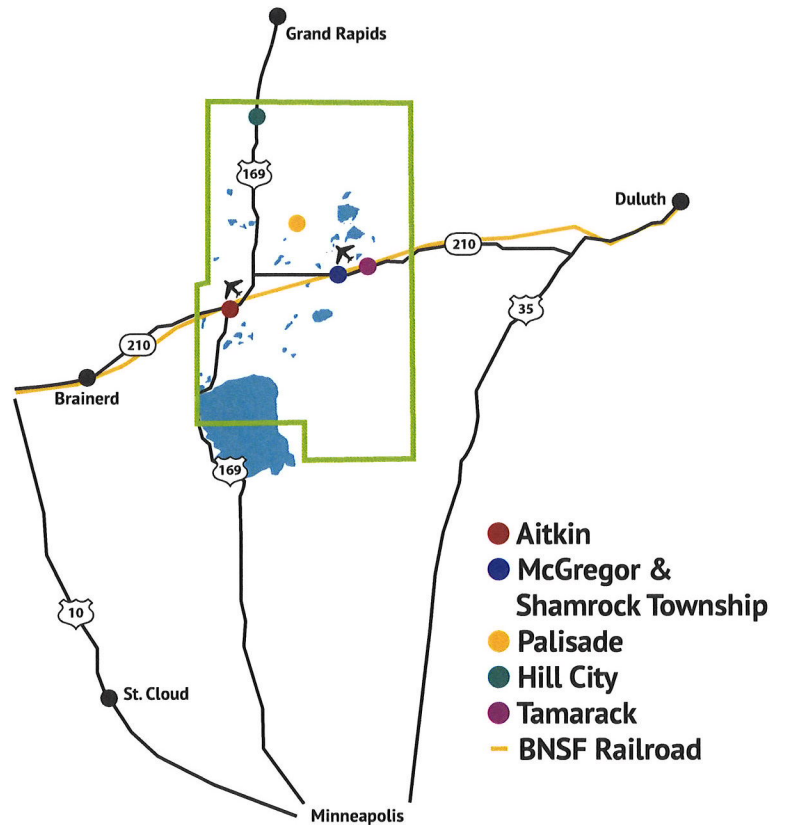 Grand Rapids
169
Duluth
210
35
210
Brainerd
169
Aitkin
McGregor &
Shamrock Township
Palisade
10
Hill City
St. Cloud
Tamarack
BNSF Railroad
Minneapolis